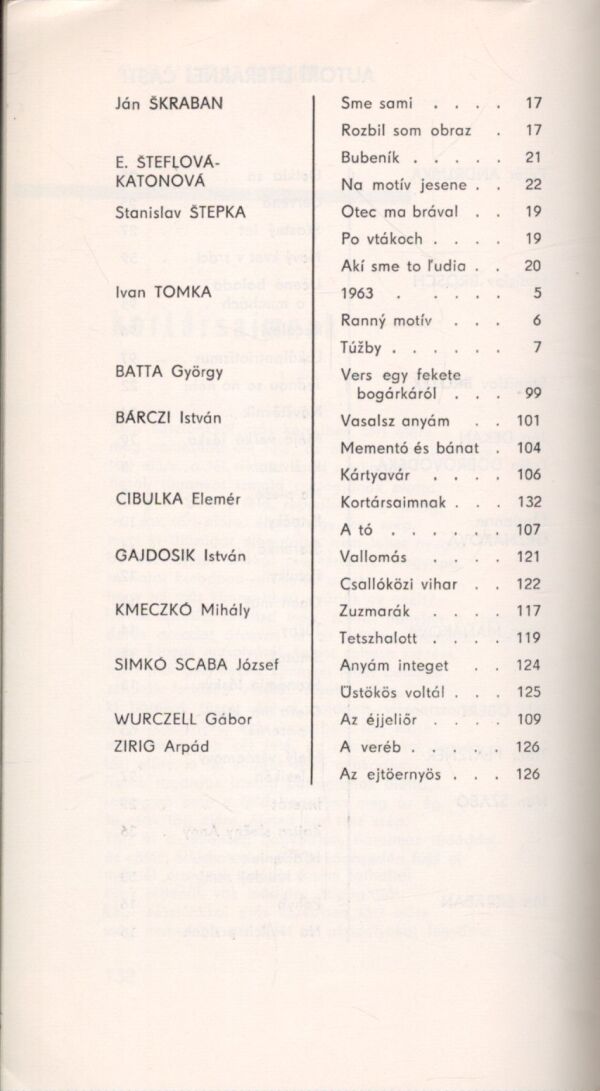 Ján ŠKRABAN Sme sami . . . . 17
Rozbil som obraz . 17
E. ŠTEFLOVÁ- Bubeník . . . . 21
KATONOVÁ Na motív jesene . . 22
Stanislav ŠTEPKA Otec ma brával . . 19
Po vtákoch . . . 19
Akí sme to ľudia . . 20
Ivan TOMKA 1963 . . . . . 5
Ranný motív . . . 6
Túžby . . . . . 7
BATTA György Vers egy fekete
bogárkáról . . . 99
BÁRCZI István Vasalsz anyám . . 101
Mementó és bánat . 104
Kártyavár . . . . 106
CIBULKA Elemér Kortársaimnak . . . 132
A tó . . . . . . 107
GAJDOSIK István Vallomás . . . . 121
Csallóközi vihar . . 122
KMECZKÓ Mihály Zuzmarák . . . . 117
Tetszhalott . . . . 119
SIMKÓ SCABA József Anyám integet . . 124
Üstökös voltál . . . 125
WURCZELL Gábor Az éjjeliőr . . . . 109
ZIRIG Arpád A veréb . . . . . 126
Az ejtőernyös . . . 126